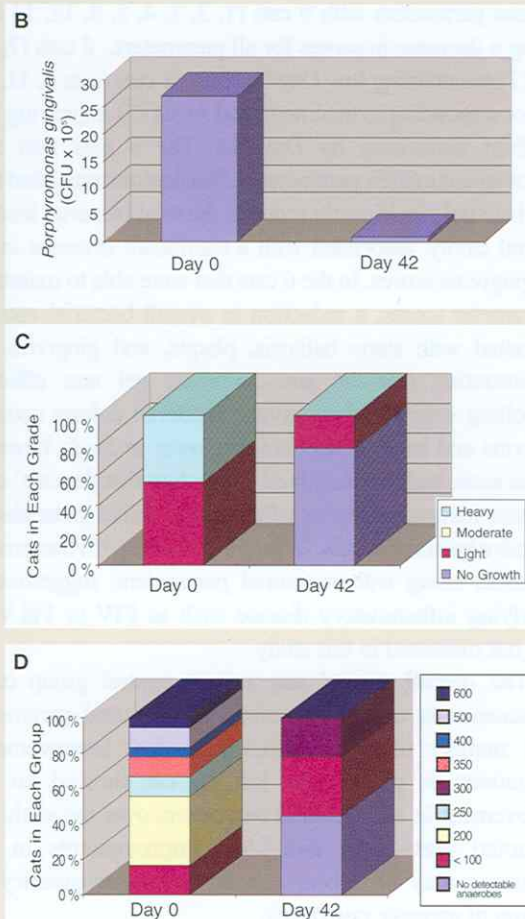 B
Porphyromonas gingivalis
(CFU x 10⁵)
30
25
20
15
10
5
0
Day 0 Day 42
C
Cats in Each Grade
100 %
80 %
60 %
40 %
20 %
0 %
Day 0 Day 42
Heavy
Moderate
Light
No Growth
D
Cats in Each Group
100 %
80 %
60 %
40 %
20 %
0 %
Day 0 Day 42
600
500
400
350
300
250
200
< 100
No detectable
anaerobes